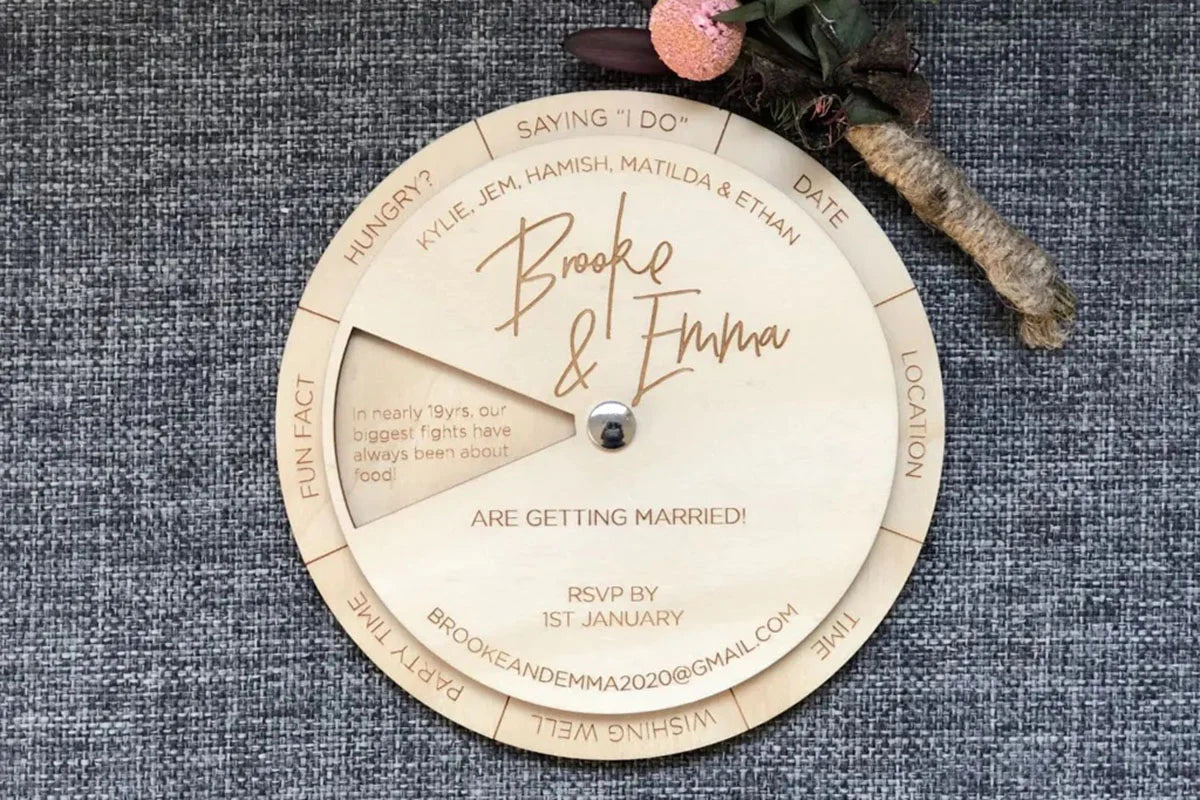 SAYING “I DO”
DATE
LOCATION
TIME
WISHING WELL
PARTY TIME
FUN FACT
HUNGRY?
KYLIE, JEM, HAMISH, MATILDA & ETHAN
Brooke
& Emma
In nearly 19yrs, our
biggest fights have
always been about
food!
ARE GETTING MARRIED!
RSVP BY
1ST JANUARY
BROOKEANDEMMA2020@GMAIL.COM